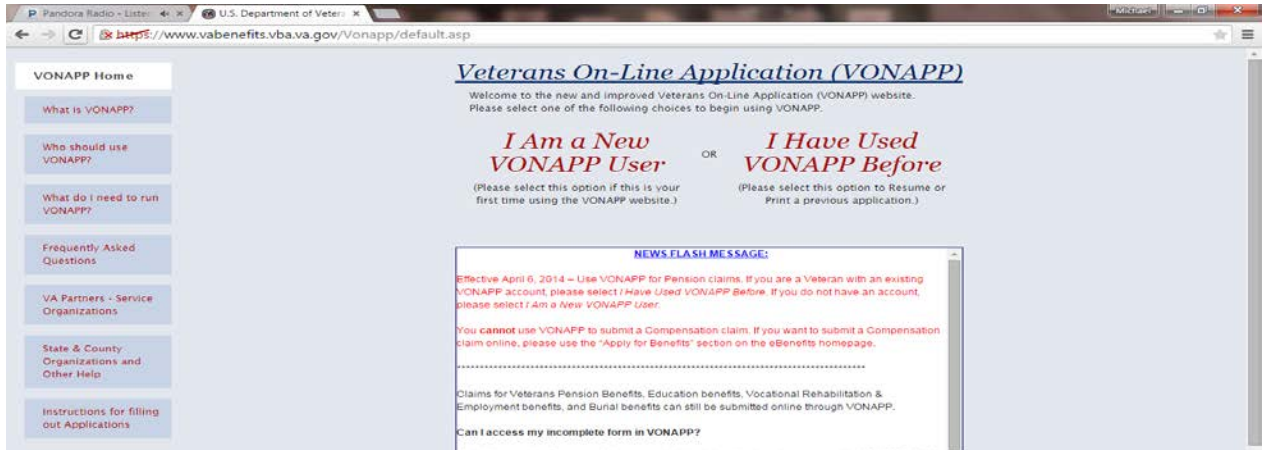 Pandora Radio - Lister
U.S. Department of Vetera
Michael
https://www.vabenefits.vba.va.gov/Vonapp/default.asp
VONAPP Home
What is VONAPP?
Who should use
VONAPP?
What do I need to run
VONAPP?
Frequently Asked
Questions
VA Partners - Service
Organizations
State & County
Organizations and
Other Help
Instructions for filling
out Applications
Veterans On-Line Application (VONAPP)
Welcome to the new and improved Veterans On-Line Application (VONAPP) website.
Please select one of the following choices to begin using VONAPP.
I Am a New
VONAPP User
(Please select this option if this is your
first time using the VONAPP website.)
OR
I Have Used
VONAPP Before
(Please select this option to Resume or
Print a previous application.)
NEWS FLASH MESSAGE:
Effective April 6, 2014 – Use VONAPP for Pension claims. If you are a Veteran with an existing
VONAPP account, please select I Have Used VONAPP Before. If you do not have an account,
please select I Am a New VONAPP User.
You cannot use VONAPP to submit a Compensation claim. If you want to submit a Compensation
claim online, please use the "Apply for Benefits" section on the eBenefits homepage.
Claims for Veterans Pension Benefits, Education benefits, Vocational Rehabilitation &
Employment benefits, and Burial benefits can still be submitted online through VONAPP.
Can I access my incomplete form in VONAPP?